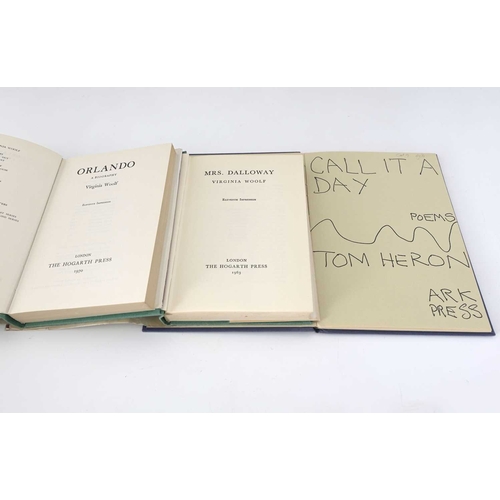 ORLANDO
A BIOGRAPHY
Virginia Woolf
LONDON
THE HOGARTH PRESS
MRS. DALLOWAY
VIRGINIA WOOLF
LONDON
THE HOGARTH PRESS
1963
CALL IT A
DAY
POEMS
TOM HERON
ARK
PRESS